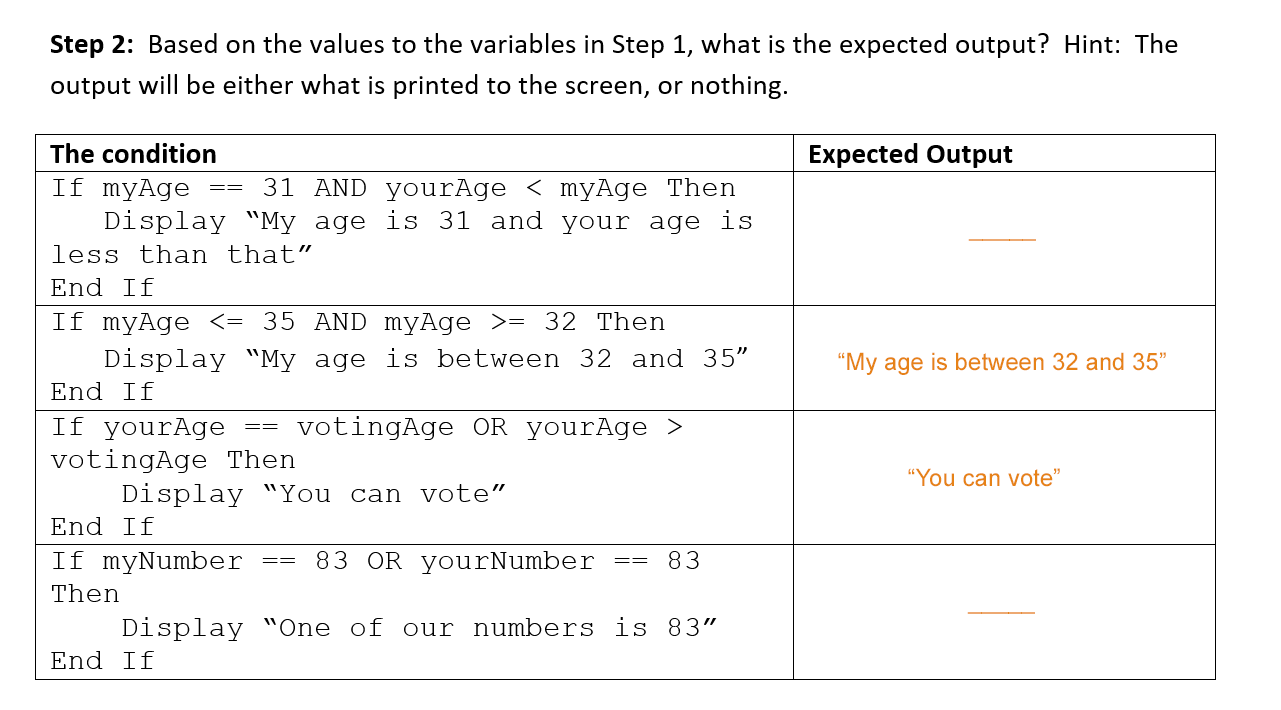 Step 2: Based on the values to the variables in Step 1, what is the expected output? Hint: The
output will be either what is printed to the screen, or nothing.
The condition
Expected Output
If myAge == 31 AND yourAge < myAge Then
Display “My age is 31 and your age is
less than that”
End If
_____
If myAge <= 35 AND myAge >= 32 Then
Display “My age is between 32 and 35”
End If
“My age is between 32 and 35”
If yourAge == votingAge OR yourAge >
votingAge Then
Display “You can vote”
End If
“You can vote”
If myNumber == 83 OR yourNumber == 83
Then
Display “One of our numbers is 83”
End If
_____